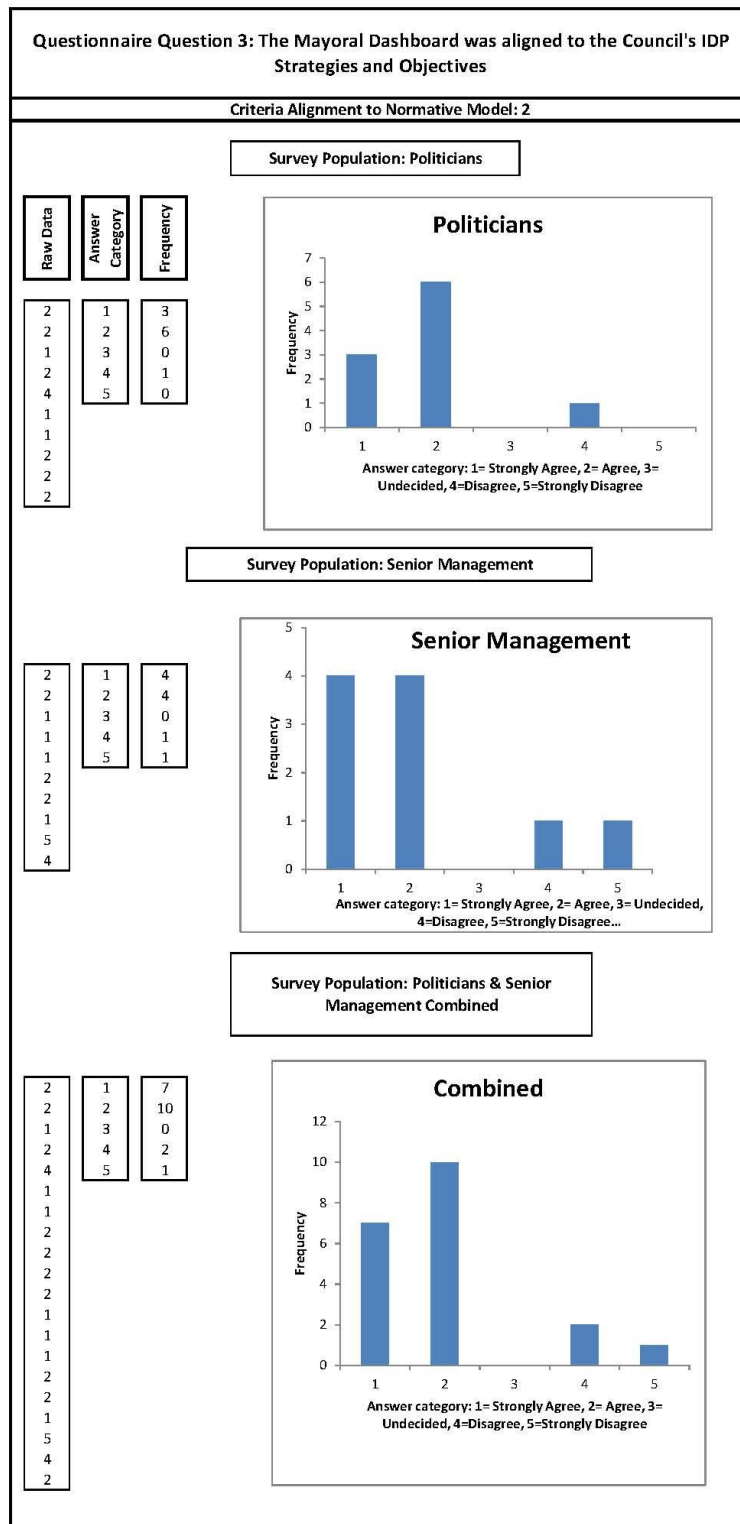 Questionnaire Question 3: The Mayoral Dashboard was aligned to the Council's IDP
Strategies and Objectives
Criteria Alignment to Normative Model: 2
Survey Population: Politicians
Raw Data
Answer
Category
Frequency
2 1 3
2 2 6
1 3 0
2 4 1
4 5 0
1
1
2
2
2
Politicians
Frequency
7
6
5
4
3
2
1
0
1 2 3 4 5
Answer category: 1= Strongly Agree, 2= Agree, 3=
Undecided, 4=Disagree, 5=Strongly Disagree
Survey Population: Senior Management
2 1 4
2 2 4
1 3 0
1 4 1
1 5 1
2
2
1
5
4
Senior Management
Frequency
5
4
3
2
1
0
1 2 3 4 5
Answer category: 1= Strongly Agree, 2= Agree, 3= Undecided,
4=Disagree, 5=Strongly Disagree...
Survey Population: Politicians & Senior
Management Combined
2 1 7
2 2 10
1 3 0
2 4 2
4 5 1
1
1
2
2
2
2
1
1
1
2
2
1
5
4
2
Combined
Frequency
12
10
8
6
4
2
0
1 2 3 4 5
Answer category: 1= Strongly Agree, 2= Agree, 3=
Undecided, 4=Disagree, 5=Strongly Disagree